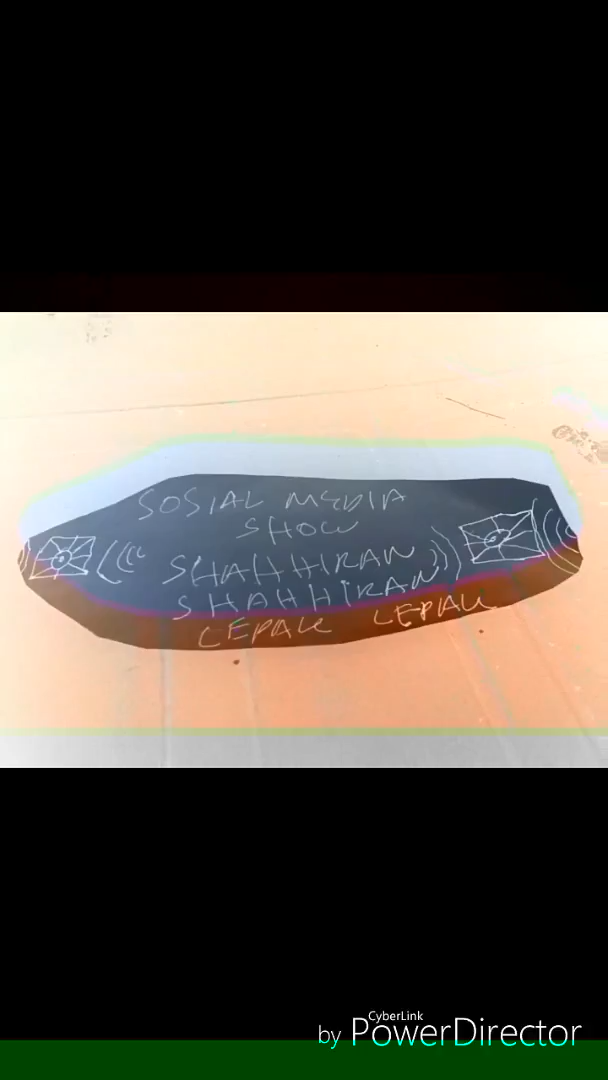 SOSIAL MEDIA
SHOW
SHAHHIRAN
SHAHHIRAN
LEPAK LEPAK
CyberLink
by PowerDirector